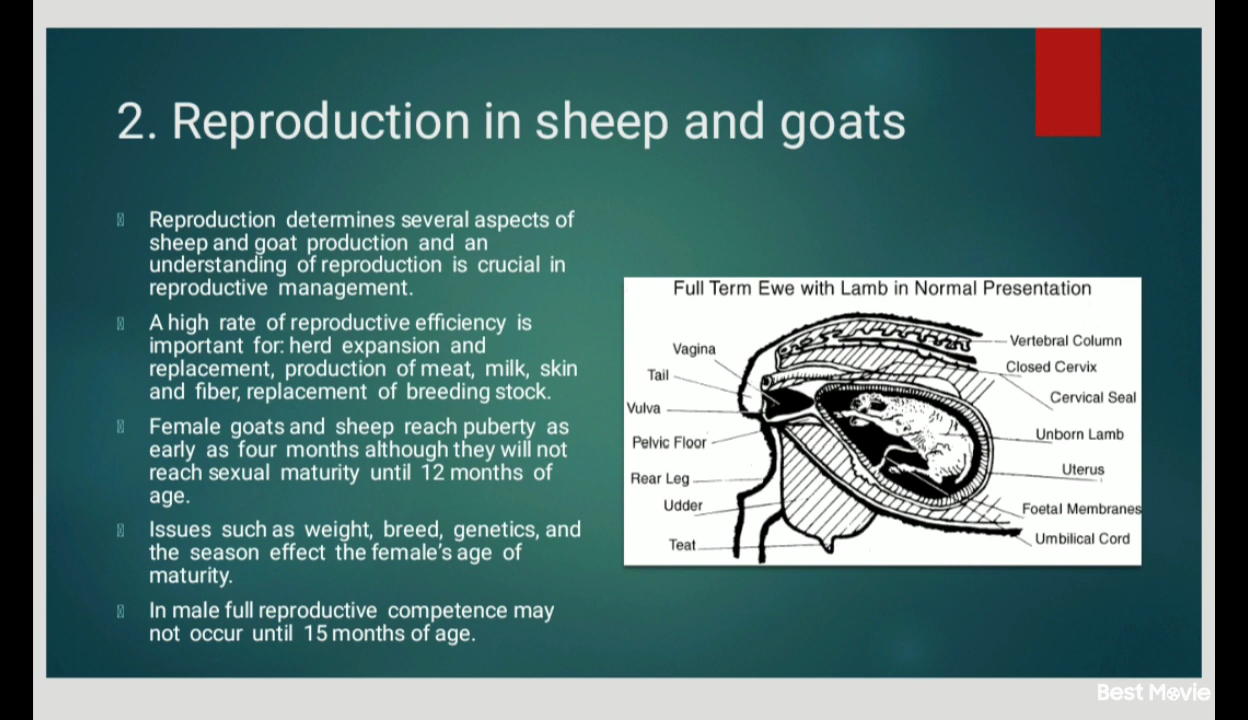 2. Reproduction in sheep and goats
Reproduction determines several aspects of
sheep and goat production and an
understanding of reproduction is crucial in
reproductive management.
A high rate of reproductive efficiency is
important for: herd expansion and
replacement, production of meat, milk, skin
and fiber, replacement of breeding stock.
Female goats and sheep reach puberty as
early as four months although they will not
reach sexual maturity until 12 months of
age.
Issues such as weight, breed, genetics, and
the season effect the female's age of
maturity.
In male full reproductive competence may
not occur until 15 months of age.
Full Term Ewe with Lamb in Normal Presentation
Vagina
Tail
Vulva
Pelvic Floor
Rear Leg
Udder
Teat
Vertebral Column
Closed Cervix
Cervical Seal
Unborn Lamb
Uterus
Foetal Membranes
Umbilical Cord
Best Movie